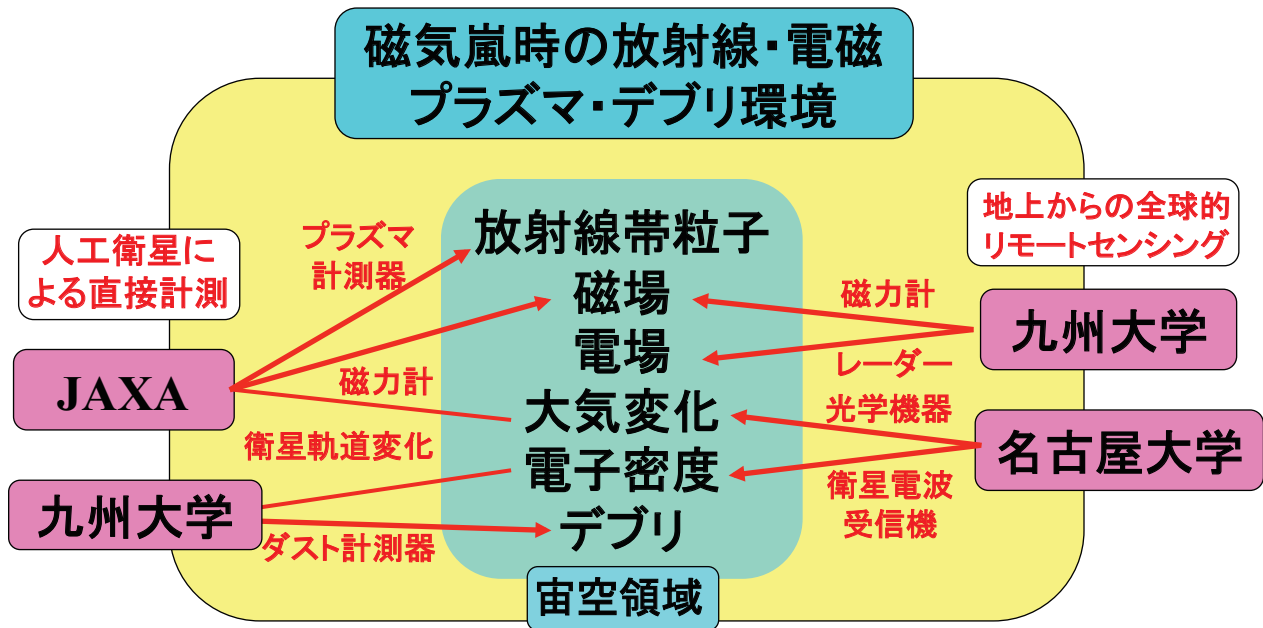 磁気嵐時の放射線・電磁
プラズマ・デブリ環境
人工衛星に
よる直接計測
JAXA
九州大学
プラズマ
計測器
磁力計
衛星軌道変化
ダスト計測器
放射線帯粒子
磁場
電場
大気変化
電子密度
デブリ
宙空領域
地上からの全球的
リモートセンシング
磁力計
九州大学
レーダー
光学機器
名古屋大学
衛星電波
受信機